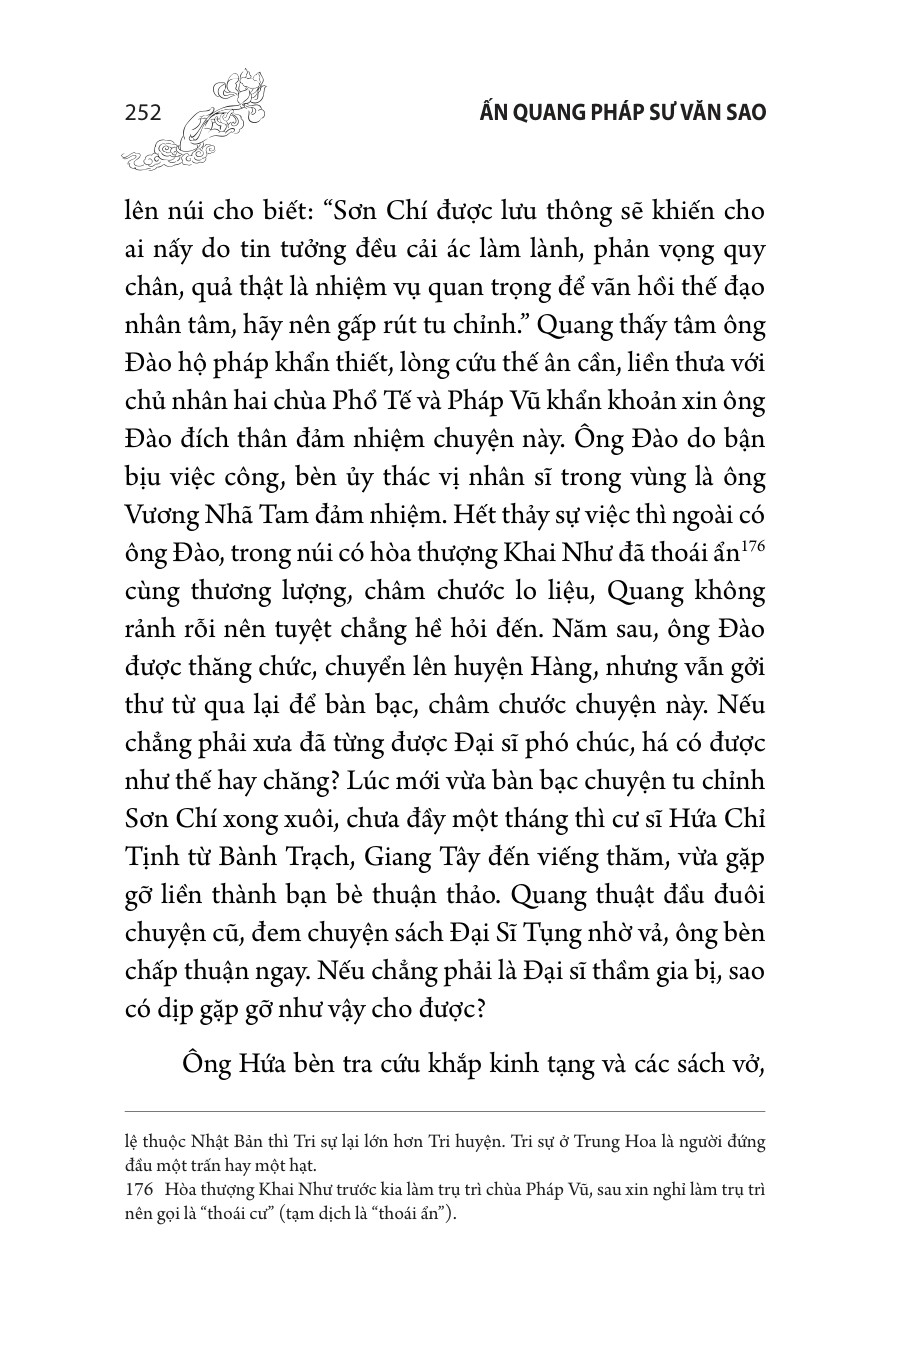 252
ẤN QUANG PHÁP SƯ VĂN SAO
lên núi cho biết: “Sơn Chí được lưu thông sẽ khiến cho
ai nấy do tin tưởng đều cải ác làm lành, phản vọng quy
chân, quả thật là nhiệm vụ quan trọng để vãn hồi thế đạo
nhân tâm, hãy nên gấp rút tu chỉnh.” Quang thấy tâm ông
Đào hộ pháp khẩn thiết, lòng cứu thế ân cần, liền thưa với
chủ nhân hai chùa Phổ Tế và Pháp Vũ khẩn khoản xin ông
Đào đích thân đảm nhiệm chuyện này. Ông Đào do bận
bịu việc công, bèn ủy thác vị nhân sĩ trong vùng là ông
Vương Nhã Tam đảm nhiệm. Hết thảy sự việc thì ngoài có
ông Đào, trong núi có hòa thượng Khai Như đã thoái ẩn176
cùng thương lượng, châm chước lo liệu, Quang không
rảnh rỗi nên tuyệt chẳng hề hỏi đến. Năm sau, ông Đào
được thăng chức, chuyển lên huyện Hàng, nhưng vẫn gởi
thư từ qua lại để bàn bạc, châm chước chuyện này. Nếu
chẳng phải xưa đã từng được Đại sĩ phó chúc, há có được
như thế hay chăng? Lúc mới vừa bàn bạc chuyện tu chỉnh
Sơn Chí xong xuôi, chưa đầy một tháng thì cư sĩ Hứa Chỉ
Tịnh từ Bành Trạch, Giang Tây đến viếng thăm, vừa gặp
gỡ liền thành bạn bè thuận thảo. Quang thuật đầu đuôi
chuyện cũ, đem chuyện sách Đại Sĩ Tụng nhờ vả, ông bèn
chấp thuận ngay. Nếu chẳng phải là Đại sĩ thầm gia bị, sao
có dịp gặp gỡ như vậy cho được?
Ông Hứa bèn tra cứu khắp kinh tạng và các sách vở,
lệ thuộc Nhật Bản thì Tri sự lại lớn hơn Tri huyện. Tri sự ở Trung Hoa là người đứng
đầu một trấn hay một hạt.
176 Hòa thượng Khai Như trước kia làm trụ trì chùa Pháp Vũ, sau xin nghỉ làm trụ trì
nên gọi là “thoái cư” (tạm dịch là “thoái ẩn”).